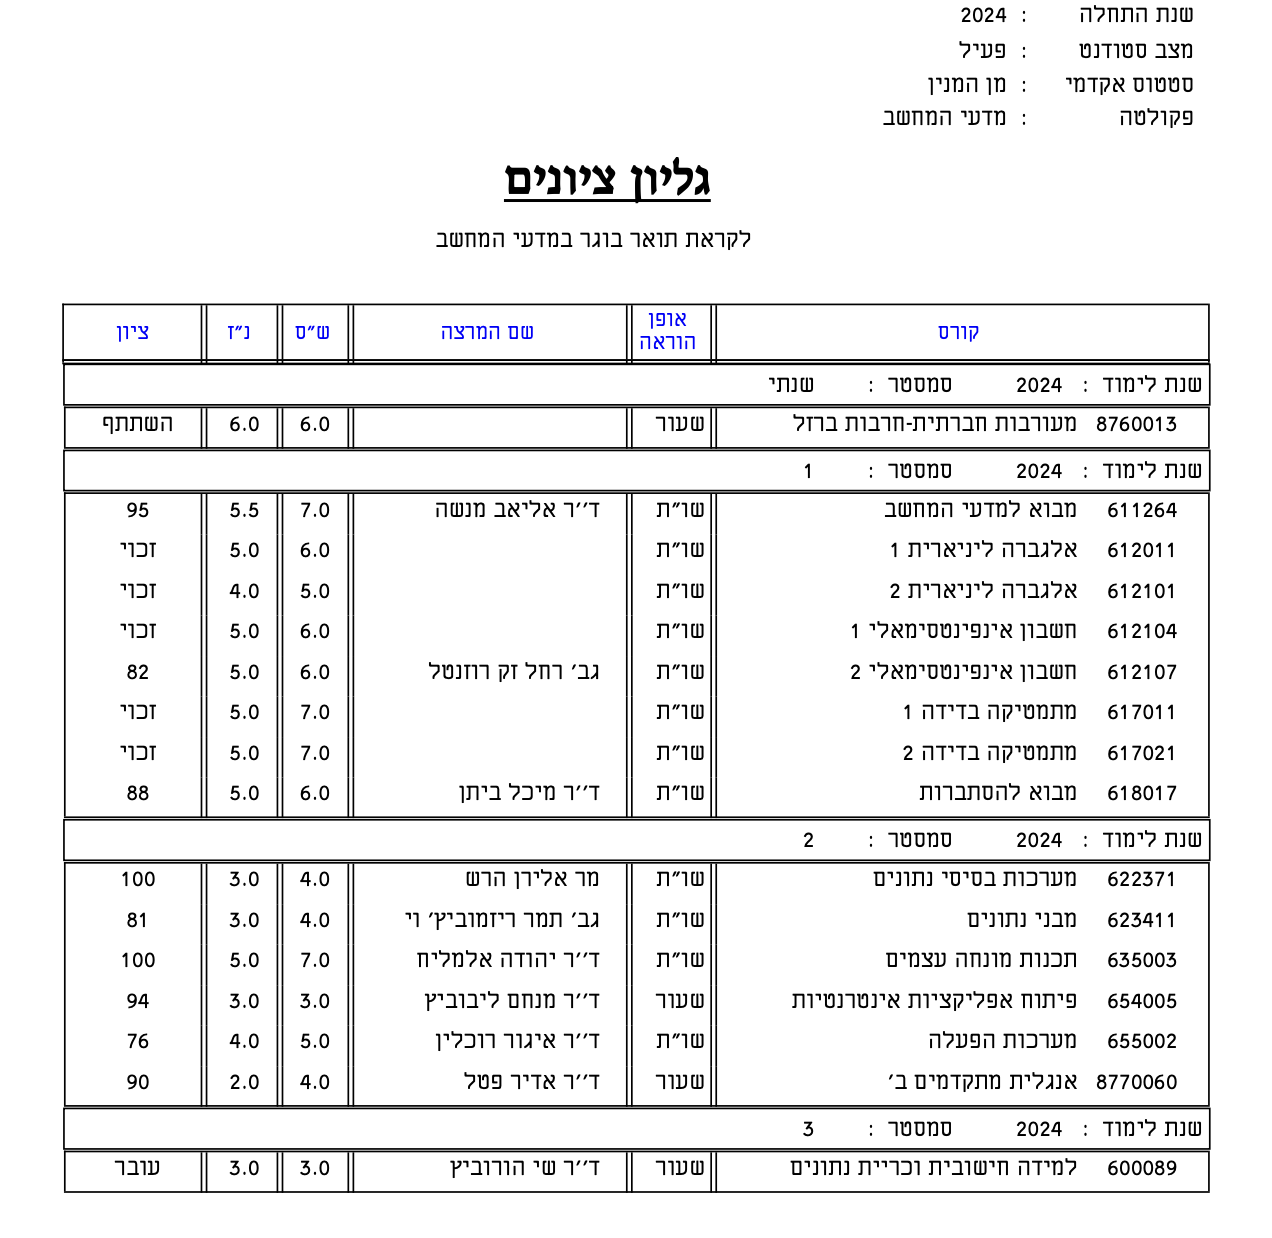 שנת התחלה : 2024
מצב סטודנט : פעיל
סטטוס אקדמי : מן המנין
פקולטה : מדעי המחשב
גליון ציונים
לקראת תואר בוגר במדעי המחשב
קורס אופן הוראה שם המרצה ש״ס נ״ז ציון
שנת לימוד : 2024 סמסטר : שנתי
8760013 מעורבות חברתית-חרבות ברזל שעור 6.0 6.0 השתתף
שנת לימוד : 2024 סמסטר : 1
611264 מבוא למדעי המחשב שו״ת ד׳׳ר אליאב מנשה 7.0 5.5 95
612011 אלגברה ליניארית 1 שו״ת 6.0 5.0 זכוי
612101 אלגברה ליניארית 2 שו״ת 5.0 4.0 זכוי
612104 חשבון אינפינטסימאלי 1 שו״ת 6.0 5.0 זכוי
612107 חשבון אינפינטסימאלי 2 שו״ת גב׳ רחל זק רוזנטל 6.0 5.0 82
617011 מתמטיקה בדידה 1 שו״ת 7.0 5.0 זכוי
617021 מתמטיקה בדידה 2 שו״ת 7.0 5.0 זכוי
618017 מבוא להסתברות שו״ת ד׳׳ר מיכל ביתן 6.0 5.0 88
שנת לימוד : 2024 סמסטר : 2
622371 מערכות בסיסי נתונים שו״ת מר אלירן הרש 4.0 3.0 100
623411 מבני נתונים שו״ת גב׳ תמר ריזמוביץ׳ וי 4.0 3.0 81
635003 תכנות מונחה עצמים שו״ת ד׳׳ר יהודה אלמליח 7.0 5.0 100
654005 פיתוח אפליקציות אינטרנטיות שעור ד׳׳ר מנחם ליבוביץ 3.0 3.0 94
655002 מערכות הפעלה שו״ת ד׳׳ר איגור רוכלין 5.0 4.0 76
8770060 אנגלית מתקדמים ב׳ שעור ד׳׳ר אדיר פטל 4.0 2.0 90
שנת לימוד : 2024 סמסטר : 3
600089 למידה חישובית וכריית נתונים שעור ד׳׳ר שי הורוביץ 3.0 3.0 עובר